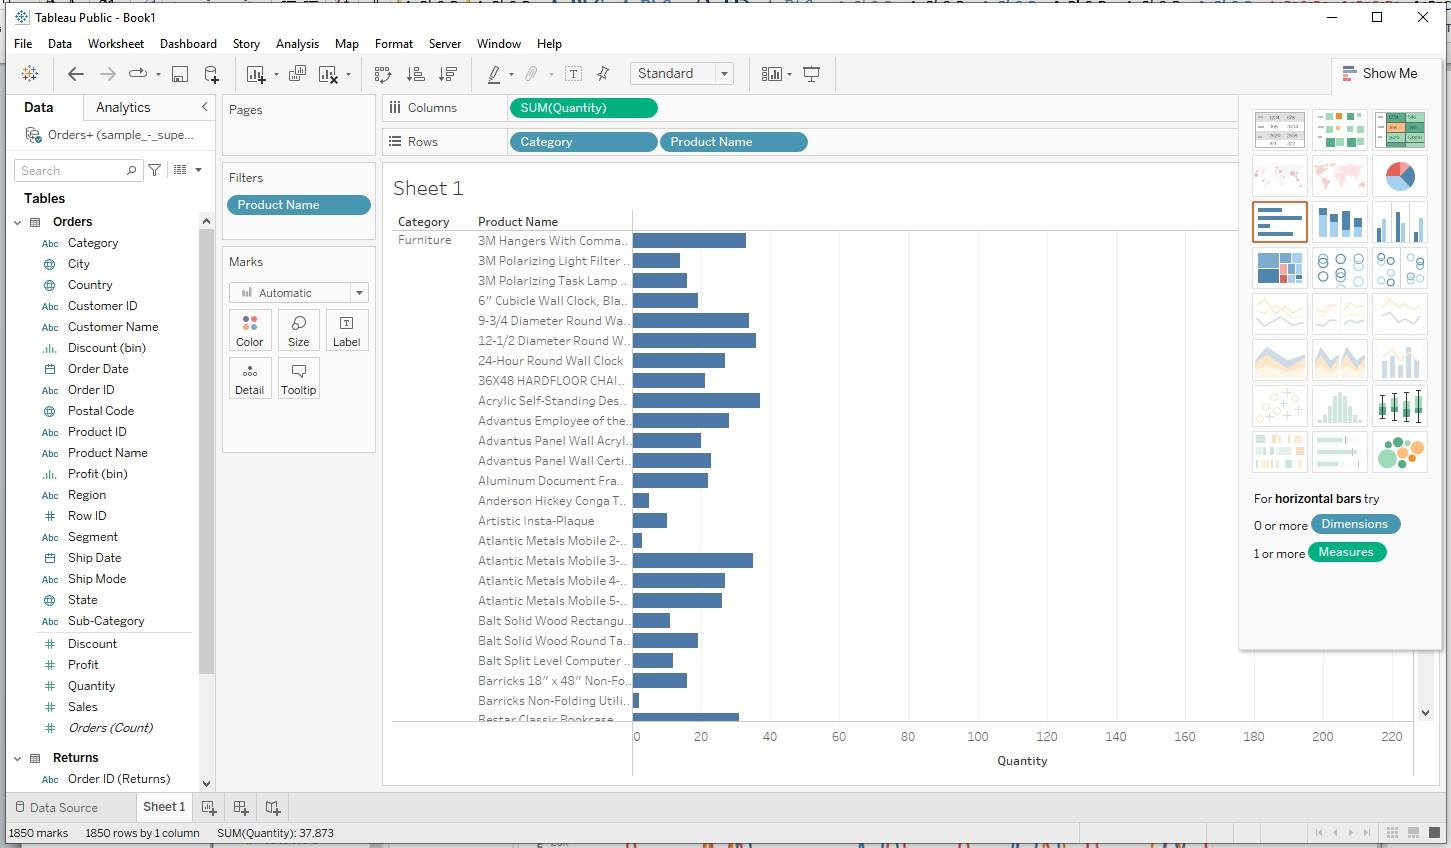 Tableau Public - Book1
File Data Worksheet Dashboard Story Analysis Map Format Server Window Help
Standard
Show Me
Data Analytics
Orders+ (sample_-_supe...
Search
Tables
Orders
Abc Category
City
Country
Abc Customer ID
Abc Customer Name
Discount (bin)
Order Date
Abc Order ID
Postal Code
Abc Product ID
Abc Product Name
Profit (bin)
Abc Region
# Row ID
Abc Segment
Ship Date
Abc Ship Mode
State
Abc Sub-Category
# Discount
# Profit
# Quantity
# Sales
# Orders (Count)
Returns
Abc Order ID (Returns)
Pages
Filters
Product Name
Marks
Automatic
Color Size Label
Detail Tooltip
Columns SUM(Quantity)
Rows Category Product Name
Sheet 1
Category Product Name
Furniture 3M Hangers With Comma..
3M Polarizing Light Filter ..
3M Polarizing Task Lamp ..
6” Cubicle Wall Clock, Bla..
9-3/4 Diameter Round Wa..
12-1/2 Diameter Round W..
24-Hour Round Wall Clock
36X48 HARDFLOOR CHAI..
Acrylic Self-Standing Des..
Advantus Employee of the..
Advantus Panel Wall Acryl..
Advantus Panel Wall Certi..
Aluminum Document Fra..
Anderson Hickey Conga T..
Artistic Insta-Plaque
Atlantic Metals Mobile 2-..
Atlantic Metals Mobile 3-..
Atlantic Metals Mobile 4-..
Atlantic Metals Mobile 5-..
Balt Solid Wood Rectangu..
Balt Solid Wood Round Ta..
Balt Split Level Computer ..
Barricks 18” x 48” Non-Fo..
Barricks Non-Folding Utili..
Bestar Classic Bookcase
0 20 40 60 80 100 120 140 160 180 200 220
Quantity
For horizontal bars try
0 or more Dimensions
1 or more Measures
Data Source Sheet 1
1850 marks 1850 rows by 1 column SUM(Quantity): 37,873